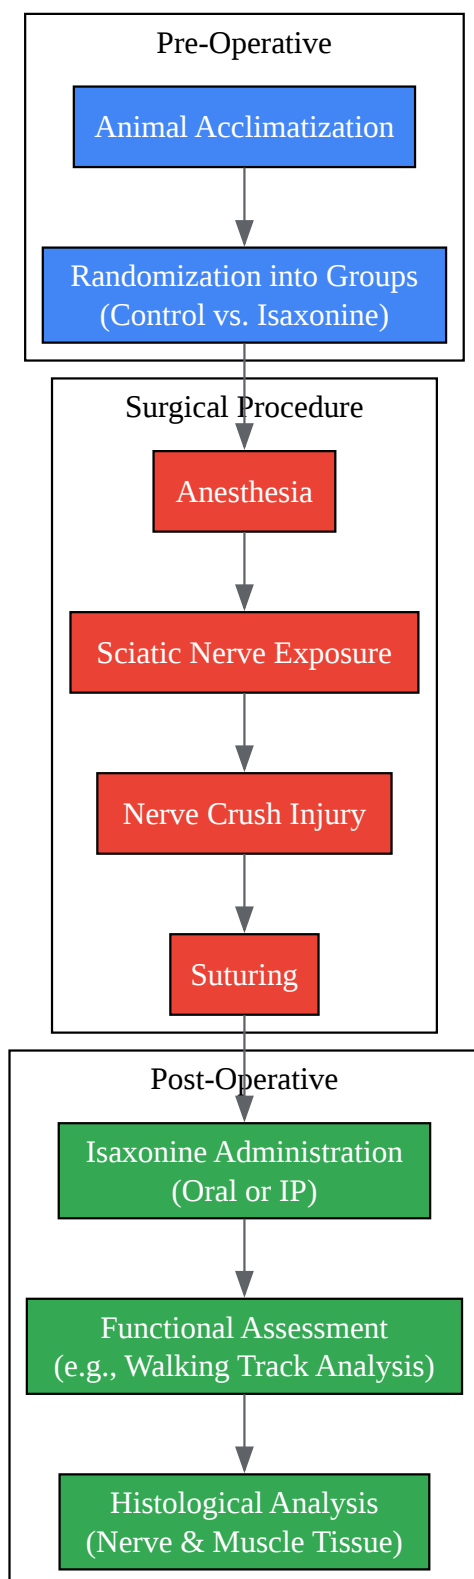 Pre-Operative
Animal Acclimatization
Randomization into Groups
(Control vs. Isaxonine)
Surgical Procedure
Anesthesia
Sciatic Nerve Exposure
Nerve Crush Injury
Suturing
Post-Operative
Isaxonine Administration
(Oral or IP)
Functional Assessment
(e.g., Walking Track Analysis)
Histological Analysis
(Nerve & Muscle Tissue)